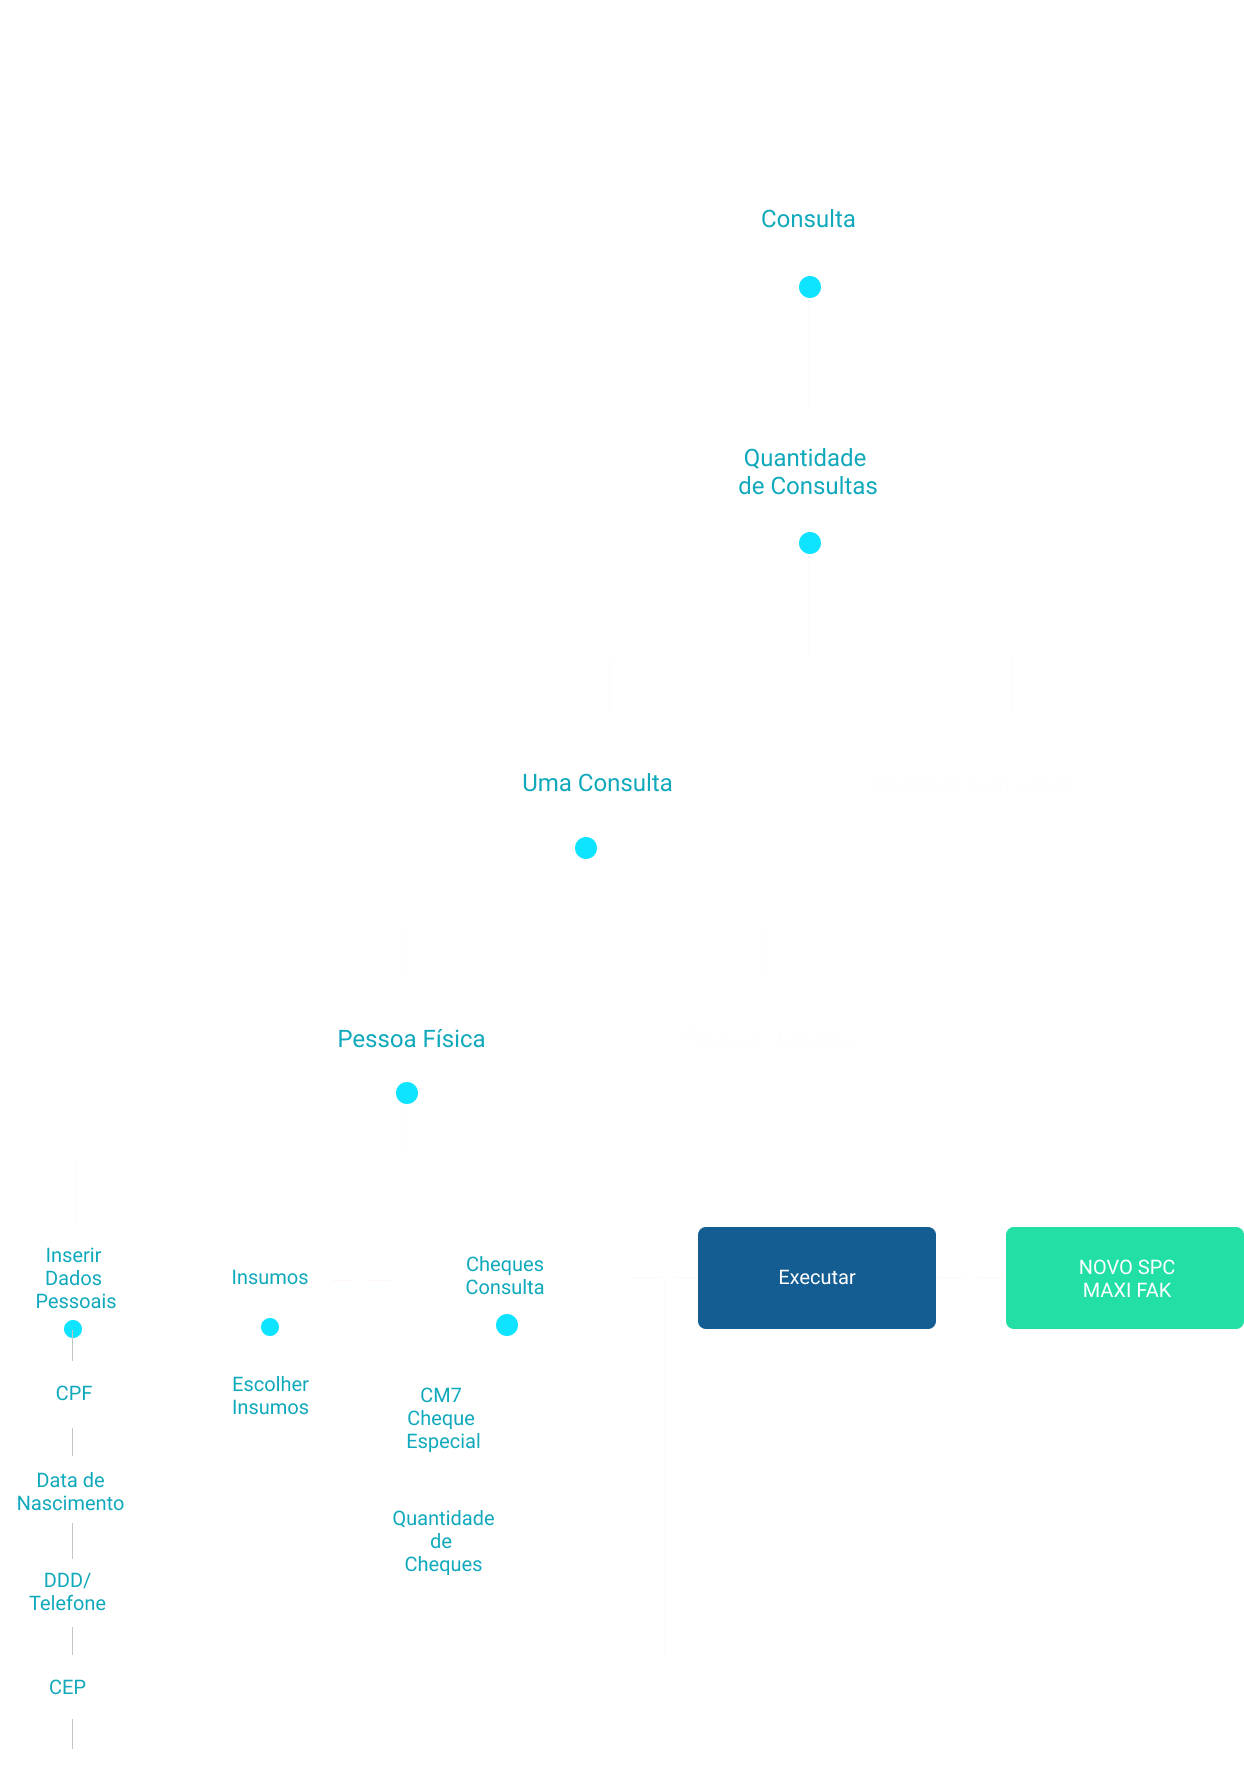 Consulta
Quantidade
de Consultas
Uma Consulta
Pessoa Física
Inserir
Dados
Pessoais
Insumos
Cheques
Consulta
Executar
NOVO SPC
MAXI FAK
CPF
Escolher
Insumos
CM7
Cheque
Especial
Data de
Nascimento
Quantidade
de
Cheques
DDD/
Telefone
CEP